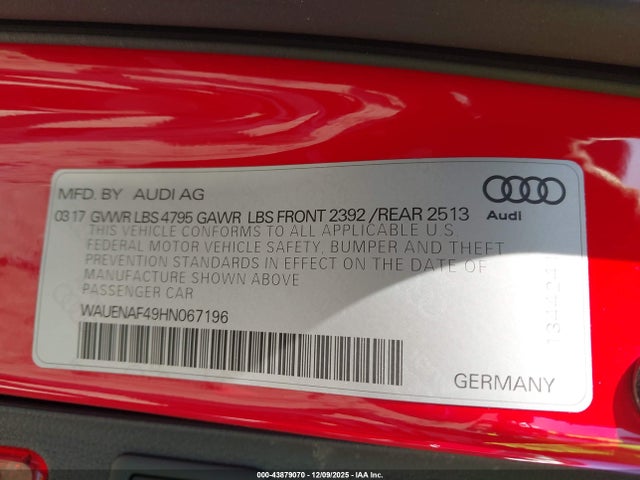 MFD. BY AUDI AG
0317 GVWR LBS 4795 GAWR LBS FRONT 2392 /REAR 2513
Audi
THIS VEHICLE CONFORMS TO ALL APPLICABLE U.S.
FEDERAL MOTOR VEHICLE SAFETY, BUMPER AND THEFT
PREVENTION STANDARDS IN EFFECT ON THE DATE OF
MANUFACTURE SHOWN ABOVE
PASSENGER CAR
WAUENAF49HN067196
GERMANY
000-43879070 - 12/09/2025 - IAA Inc.